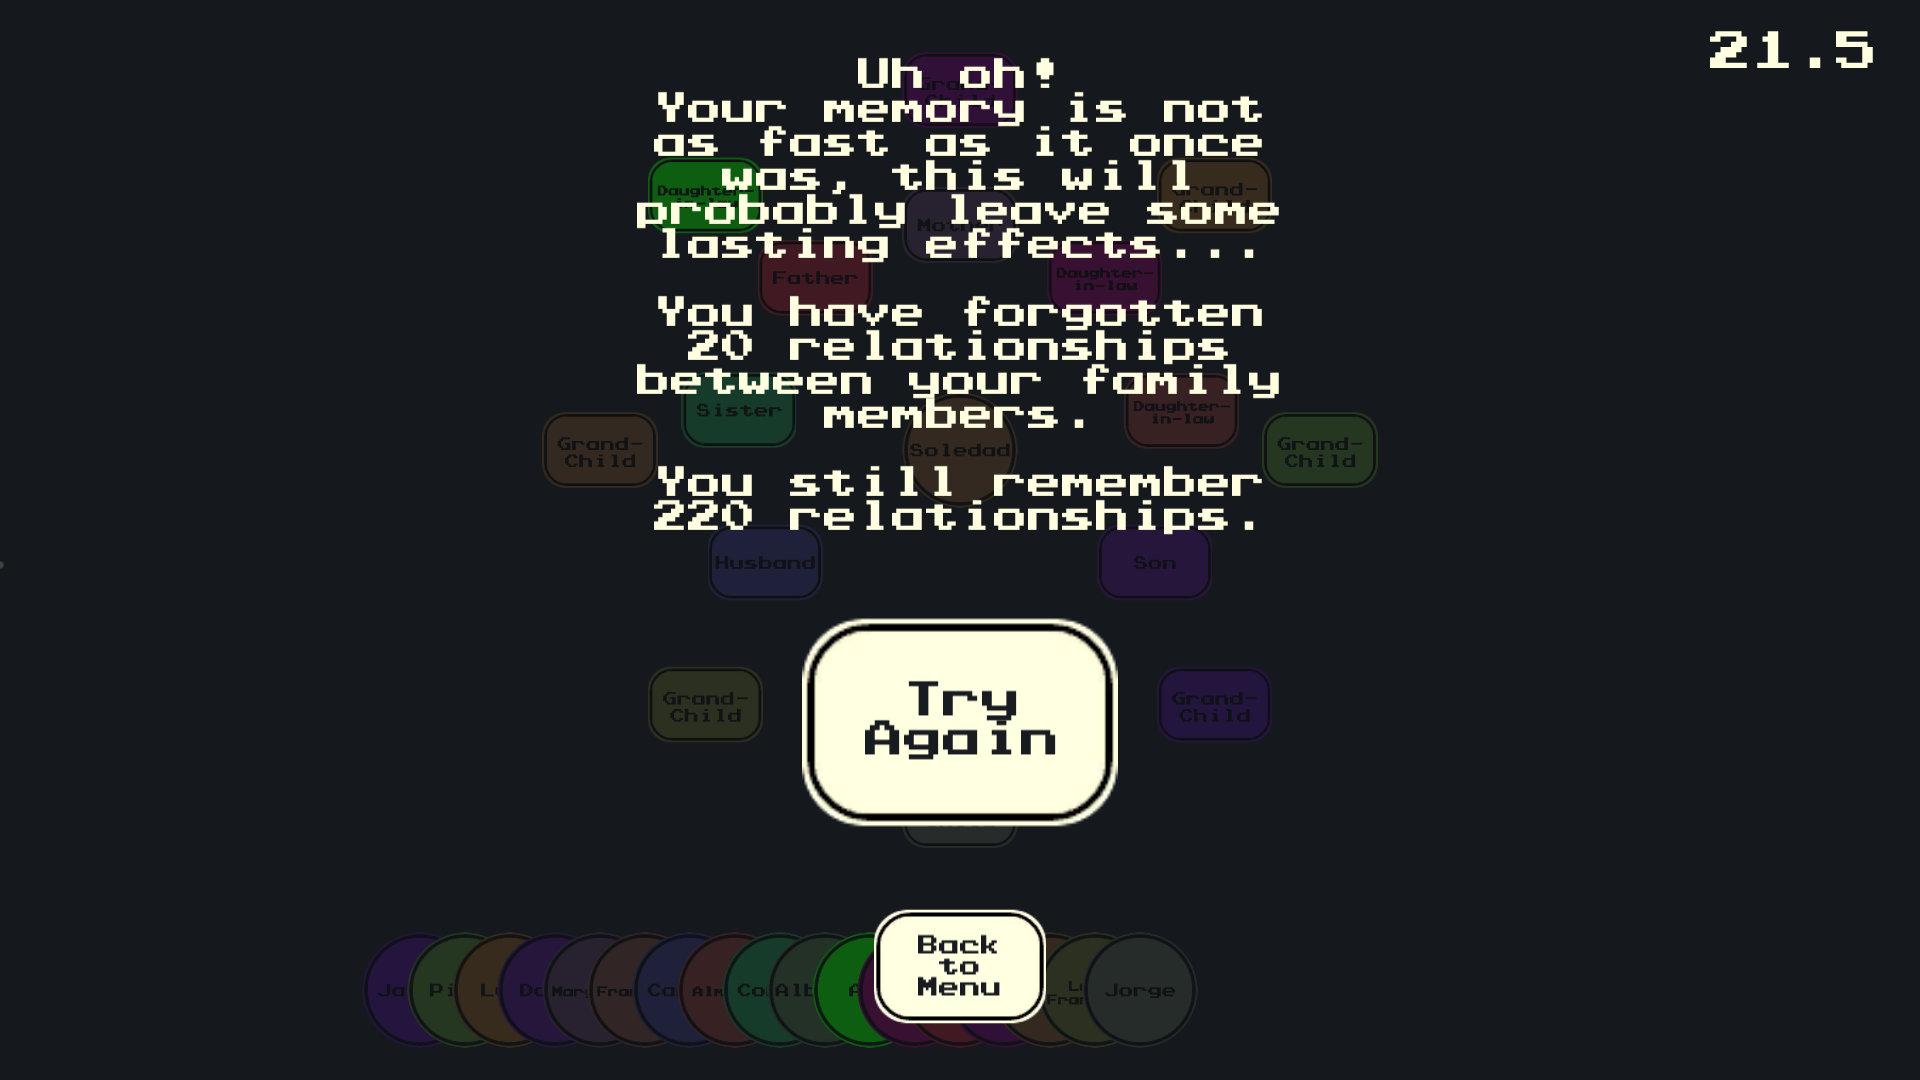 21.5
Uh oh!
Your memory is not
as fast as it once
was, this will
probably leave some
lasting effects...
You have forgotten
20 relationships
between your family
members.
You still remember
220 relationships.
Daughter-
Father
Daughter-
in-law
Sister
Daughter-
in-law
Grand-
Child
Soledad
Grand-
Child
Husband
Son
Grand-
Child
Grand-
Child
Try
Again
Back
to
Menu
Jorge